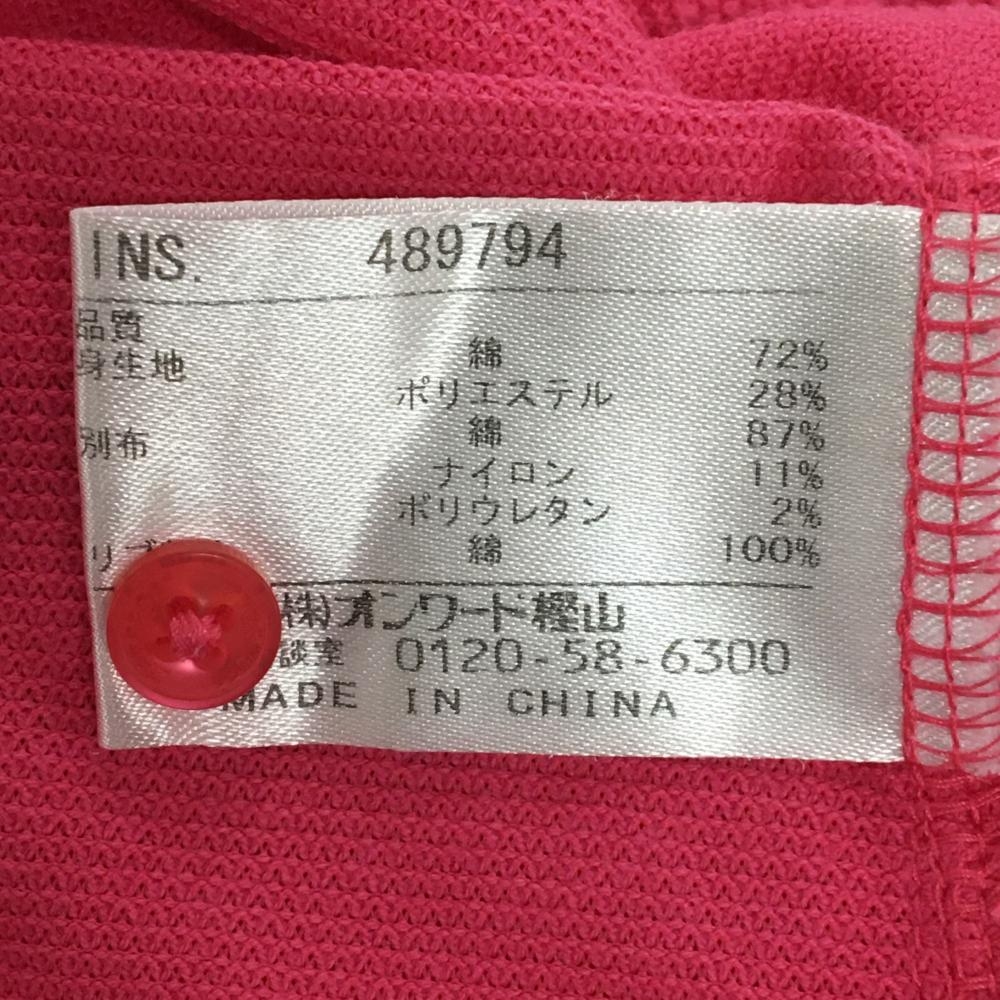 INS. 489794
品質
身生地 綿 72%
ポリエステル 28%
別布 綿 87%
ナイロン 11%
ポリウレタン 2%
綿 100%
(株)オンワード樫山
談室 0120-58-6300
MADE IN CHINA